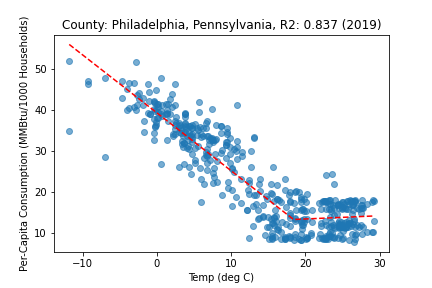 County: Philadelphia, Pennsylvania, R2: 0.837 (2019)
Per-Capita Consumption (MMBtu/1000 Households)
50
40
30
20
10
−10 0 10 20 30
Temp (deg C)